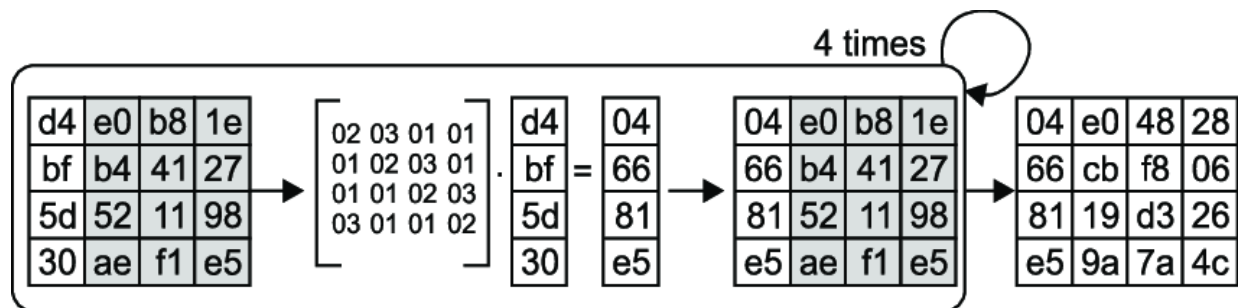 4 times
d4 e0 b8 1e 02 03 01 01 d4 04 04 e0 b8 1e 04 e0 48 28
bf b4 41 27 01 02 03 01 . bf = 66 66 b4 41 27 66 cb f8 06
5d 52 11 98 01 01 02 03 5d 81 81 52 11 98 81 19 d3 26
30 ae f1 e5 03 01 01 02 30 e5 e5 ae f1 e5 e5 9a 7a 4c